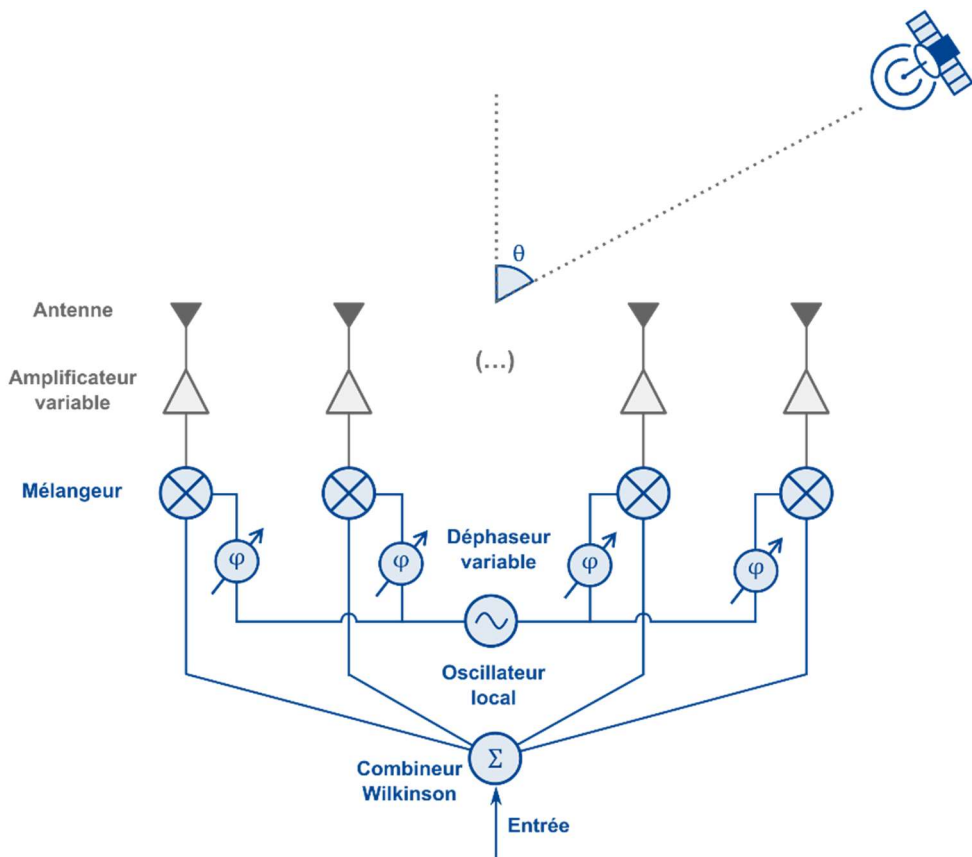 θ
Antenne
(...)
Amplificateur
variable
Mélangeur
Déphaseur
variable
φ
φ
φ
φ
Oscillateur
local
Σ
Combineur
Wilkinson
Entrée